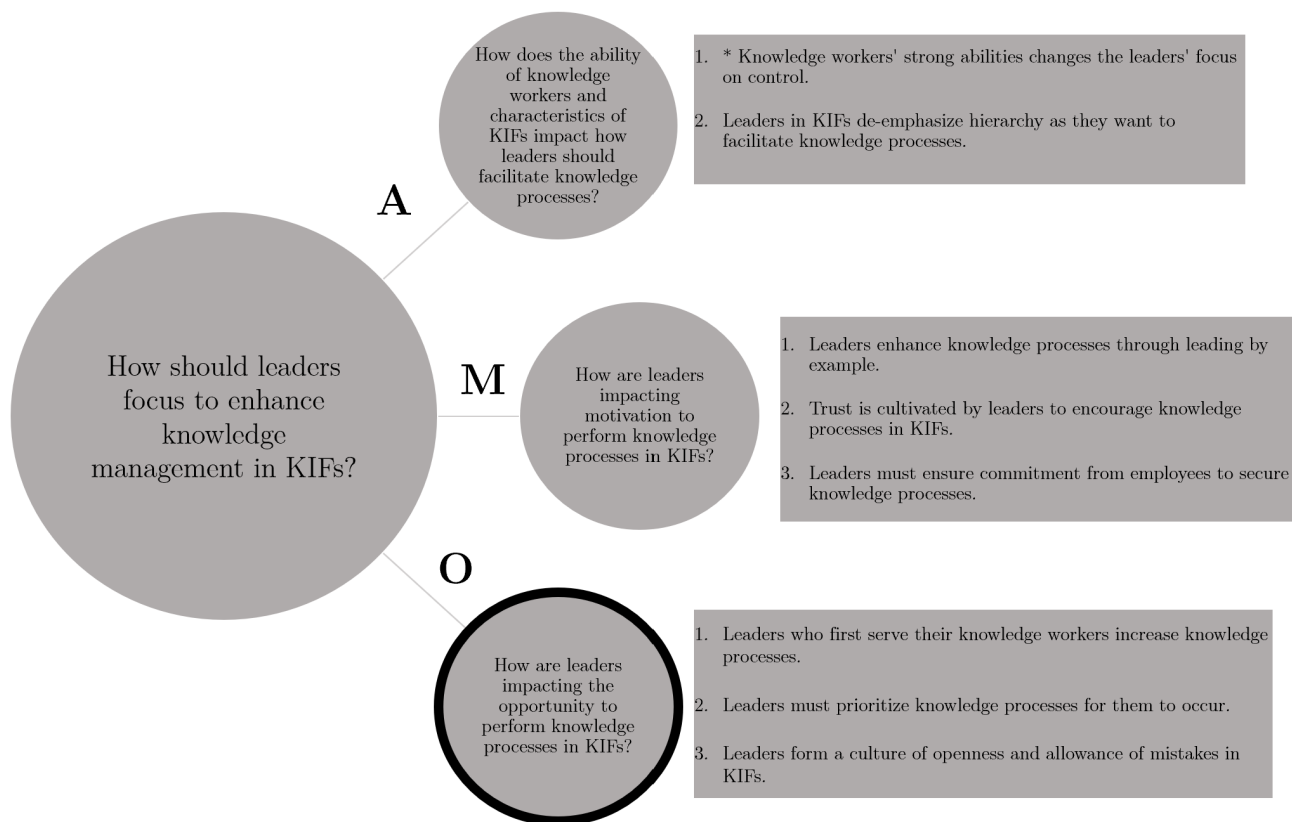 How should leaders
focus to enhance
knowledge
management in KIFs?
A
How does the ability
of knowledge
workers and
characteristics of
KIFs impact how
leaders should
facilitate knowledge
processes?
1. * Knowledge workers' strong abilities changes the leaders' focus
on control.
2. Leaders in KIFs de-emphasize hierarchy as they want to
facilitate knowledge processes.
M
How are leaders
impacting
motivation to
perform knowledge
processes in KIFs?
1. Leaders enhance knowledge processes through leading by
example.
2. Trust is cultivated by leaders to encourage knowledge
processes in KIFs.
3. Leaders must ensure commitment from employees to secure
knowledge processes.
O
How are leaders
impacting the
opportunity to
perform knowledge
processes in KIFs?
1. Leaders who first serve their knowledge workers increase knowledge
processes.
2. Leaders must prioritize knowledge processes for them to occur.
3. Leaders form a culture of openness and allowance of mistakes in
KIFs.